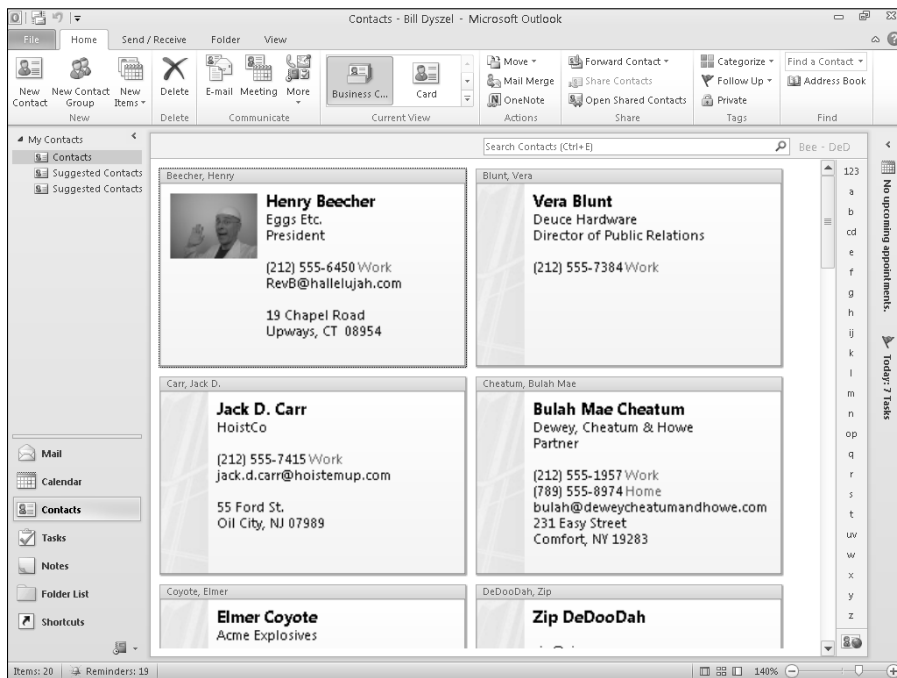 Contacts - Bill Dyszel - Microsoft Outlook
File Home Send / Receive Folder View
New Contact
New Contact Group
New Items
New
Delete
Delete
E-mail Meeting More
Communicate
Business C... Card
Current View
Move
Mail Merge
OneNote
Actions
Forward Contact
Share Contacts
Open Shared Contacts
Share
Categorize
Follow Up
Private
Tags
Find a Contact
Address Book
Find
My Contacts
Contacts
Suggested Contacts
Suggested Contacts
Mail
Calendar
Contacts
Tasks
Notes
Folder List
Shortcuts
Search Contacts (Ctrl+E)
Bee - DeD
Beecher, Henry
Henry Beecher
Eggs Etc.
President
(212) 555-6450 Work
RevB@hallelujah.com
19 Chapel Road
Upways, CT 08954
Blunt, Vera
Vera Blunt
Deuce Hardware
Director of Public Relations
(212) 555-7384 Work
Carr, Jack D.
Jack D. Carr
HoistCo
(212) 555-7415 Work
jack.d.carr@hoistemup.com
55 Ford St.
Oil City, NJ 07989
Cheatum, Bulah Mae
Bulah Mae Cheatum
Dewey, Cheatum & Howe
Partner
(212) 555-1957 Work
(789) 555-8974 Home
bulah@deweycheatumandhowe.com
231 Easy Street
Comfort, NY 19283
Coyote, Elmer
Elmer Coyote
Acme Explosives
DeDooDah, Zip
Zip DeDooDah
123
a
b
cd
e
f
g
h
ij
k
l
m
n
op
q
r
s
t
uv
w
x
y
z
No upcoming appointments.
Today: 7 Tasks
Items: 20 Reminders: 19
140%